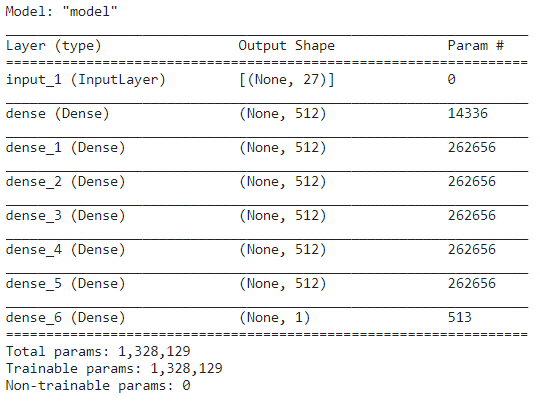 Model: "model"
_________________________________________________________________
Layer (type)                 Output Shape              Param #
=================================================================
input_1 (InputLayer)         [(None, 27)]              0
_________________________________________________________________
dense (Dense)                (None, 512)               14336
_________________________________________________________________
dense_1 (Dense)              (None, 512)               262656
_________________________________________________________________
dense_2 (Dense)              (None, 512)               262656
_________________________________________________________________
dense_3 (Dense)              (None, 512)               262656
_________________________________________________________________
dense_4 (Dense)              (None, 512)               262656
_________________________________________________________________
dense_5 (Dense)              (None, 512)               262656
_________________________________________________________________
dense_6 (Dense)              (None, 1)                 513
=================================================================
Total params: 1,328,129
Trainable params: 1,328,129
Non-trainable params: 0